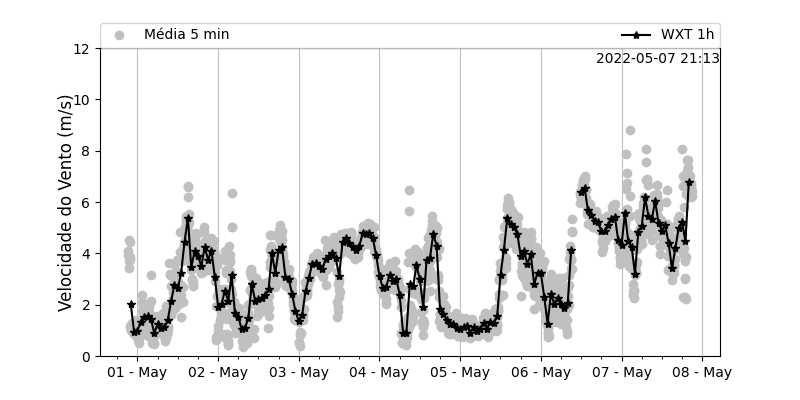 Média 5 min
WXT 1h
2022-05-07 21:13
Velocidade do Vento (m/s)
12
10
8
6
4
2
0
01 - May
02 - May
03 - May
04 - May
05 - May
06 - May
07 - May
08 - May